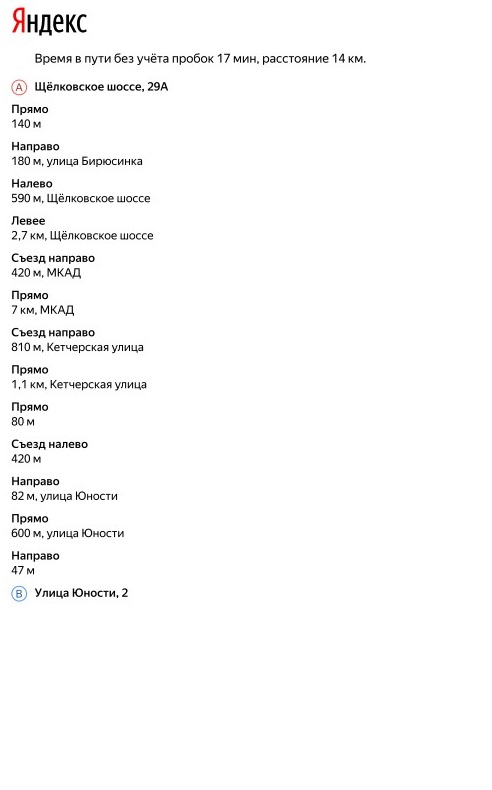 Яндекс
Время в пути без учёта пробок 17 мин, расстояние 14 км.
A Щёлковское шоссе, 29А
Прямо
140 м
Направо
180 м, улица Бирюсинка
Налево
590 м, Щёлковское шоссе
Левее
2,7 км, Щёлковское шоссе
Съезд направо
420 м, МКАД
Прямо
7 км, МКАД
Съезд направо
810 м, Кетчерская улица
Прямо
1,1 км, Кетчерская улица
Прямо
80 м
Съезд налево
420 м
Направо
82 м, улица Юности
Прямо
600 м, улица Юности
Направо
47 м
B Улица Юности, 2